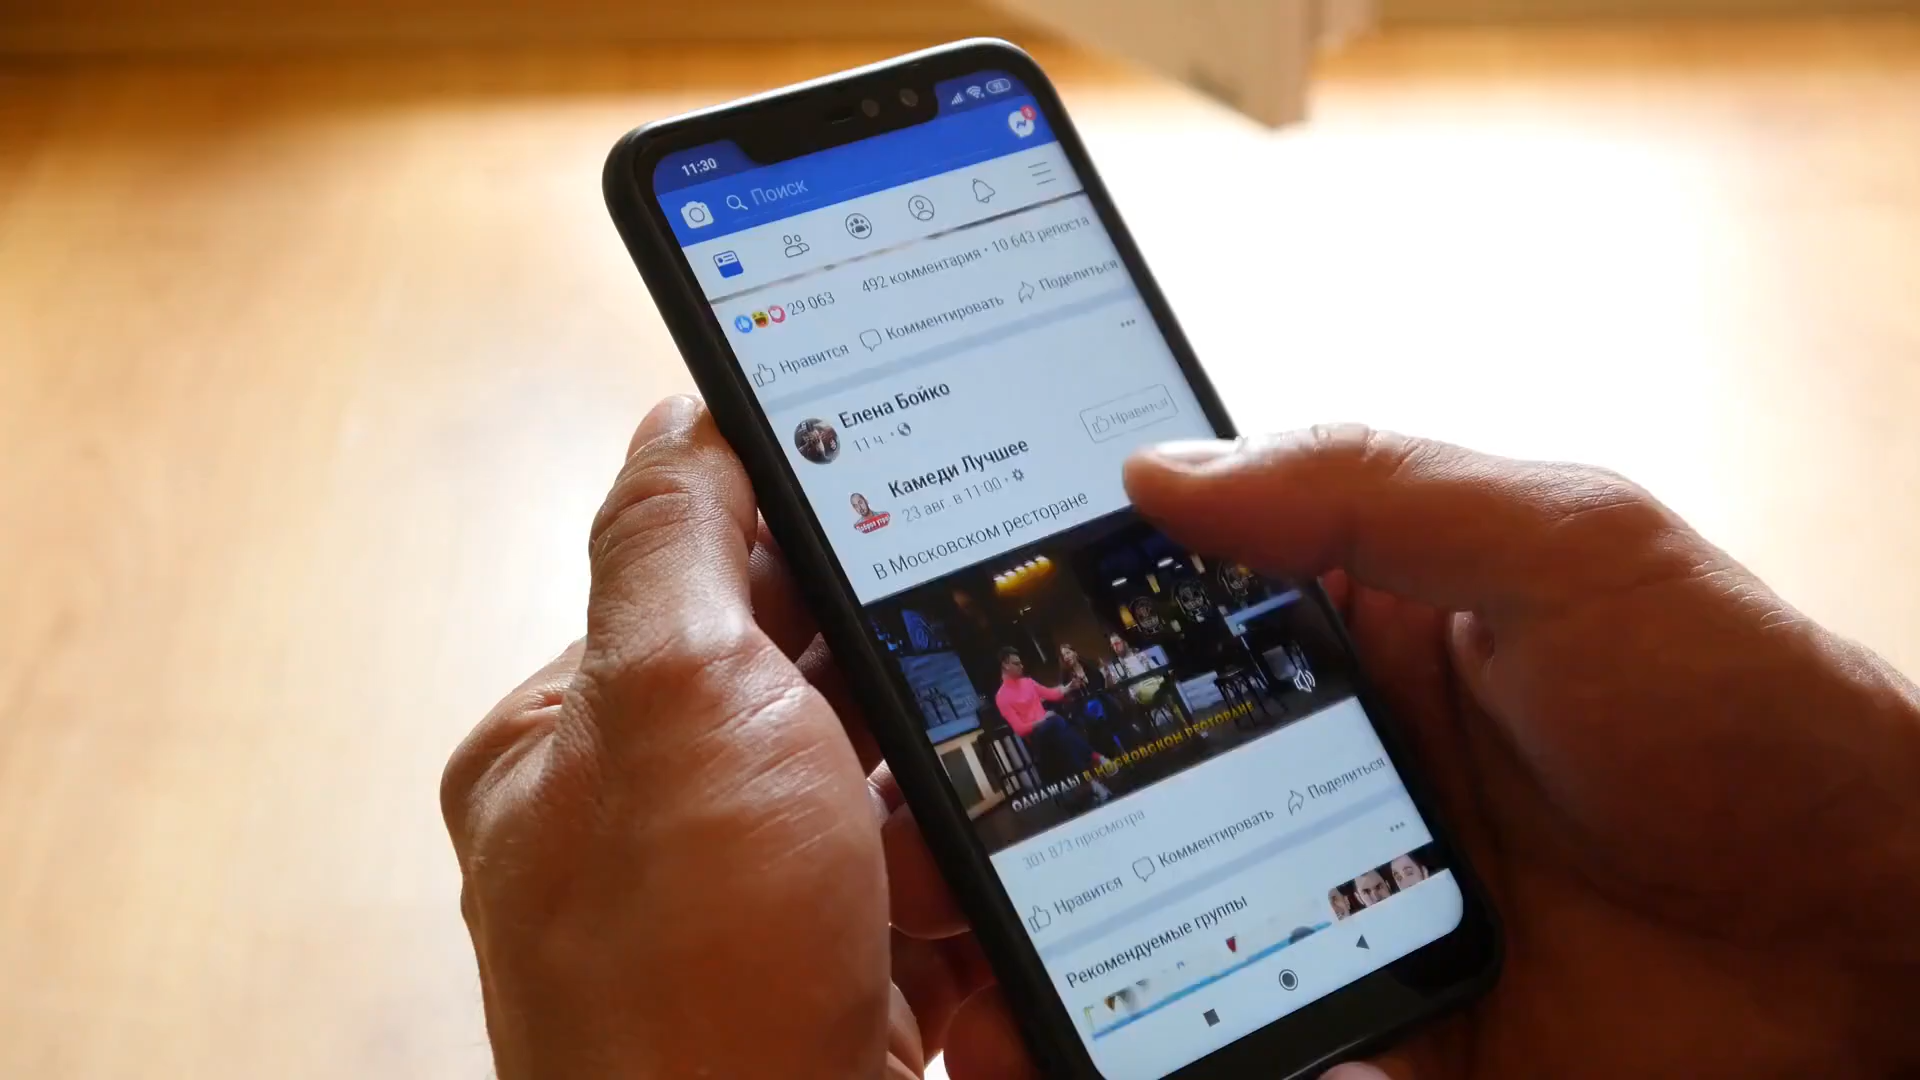 11:30
Поиск
29 063 492 комментария • 10 643 репоста
Нравится Комментировать Поделиться
Елена Бойко
11 ч. •
Нравится
Камеди Лучшее
23 авг. в 11:00 •
В Московском ресторане
ОДНАЖДЫ В МОСКОВСКОМ РЕСТОРАНЕ
301 873 просмотра
Нравится Комментировать Поделиться
Рекомендуемые группы